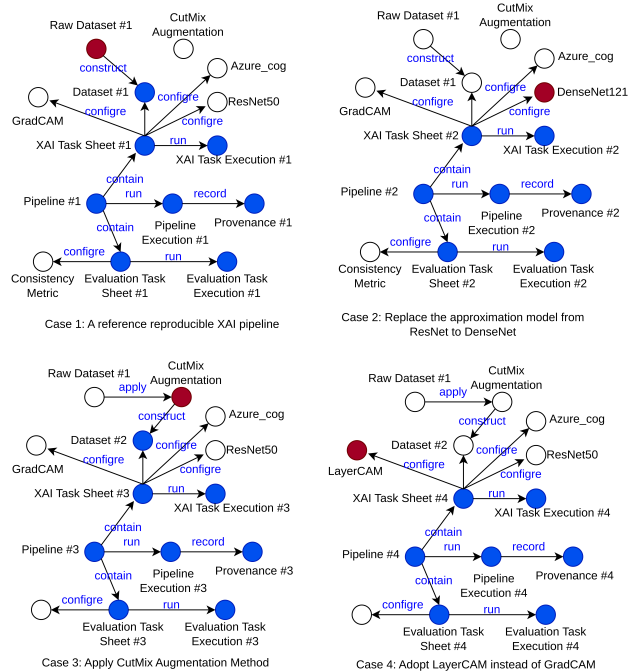 Raw Dataset #1
CutMix
Augmentation
construct
Azure_cog
Dataset #1
configre
GradCAM
configre
ResNet50
configre
XAI Task Sheet #1
run
XAI Task Execution #1
contain
Pipeline #1
run
record
Pipeline
Execution #1
Provenance #1
contain
configre
run
Consistency
Metric
Evaluation Task
Sheet #1
Evaluation Task
Execution #1
Case 1: A reference reproducible XAI pipeline
Raw Dataset #1
CutMix
Augmentation
construct
Azure_cog
Dataset #1
configre
DenseNet121
GradCAM
configre
configre
XAI Task Sheet #2
run
XAI Task Execution #2
contain
Pipeline #2
run
record
Pipeline
Execution #2
Provenance #2
contain
configre
run
Consistency
Metric
Evaluation Task
Sheet #2
Evaluation Task
Execution #2
Case 2: Replace the approximation model from
ResNet to DenseNet
Raw Dataset #1
CutMix
Augmentation
apply
construct
Azure_cog
Dataset #2
configre
GradCAM
configre
ResNet50
configre
XAI Task Sheet #3
run
XAI Task Execution #3
contain
Pipeline #3
run
record
Pipeline
Execution #3
Provenance #3
contain
configre
run
Evaluation Task
Sheet #3
Evaluation Task
Execution #3
Case 3: Apply CutMix Augmentation Method
Raw Dataset #1
CutMix
Augmentation
apply
construct
Azure_cog
Dataset #2
configre
LayerCAM
configre
ResNet50
configre
XAI Task Sheet #4
run
XAI Task Execution #4
contain
Pipeline #4
run
record
Pipeline
Execution #4
Provenance #4
contain
configre
run
Evaluation Task
Sheet #4
Evaluation Task
Execution #4
Case 4: Adopt LayerCAM instead of GradCAM